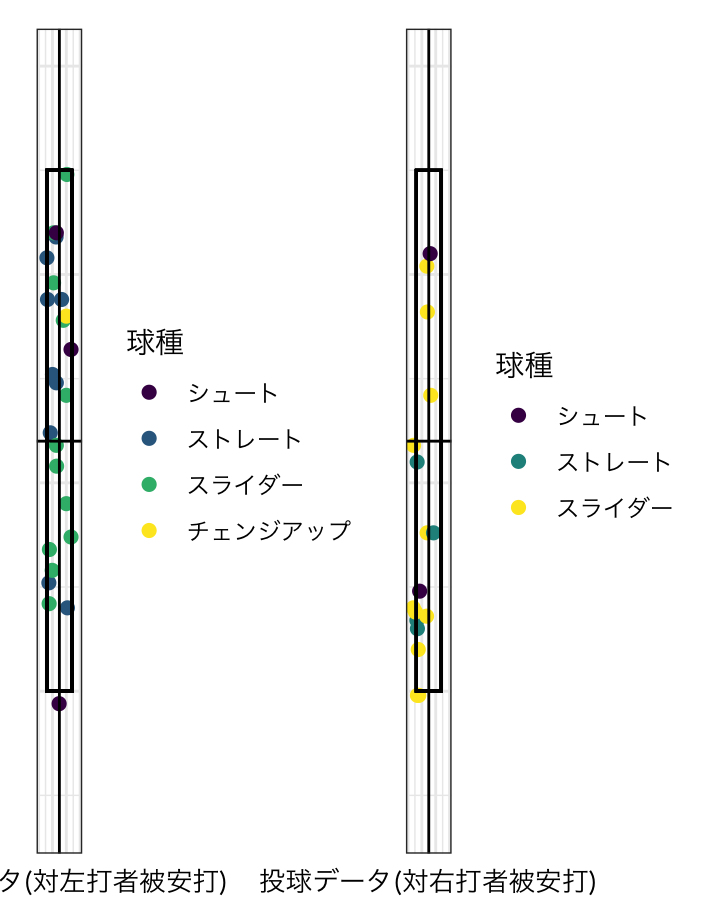 球種
シュート
ストレート
スライダー
チェンジアップ
球種
シュート
ストレート
スライダー
タ(対左打者被安打)
投球データ(対右打者被安打)